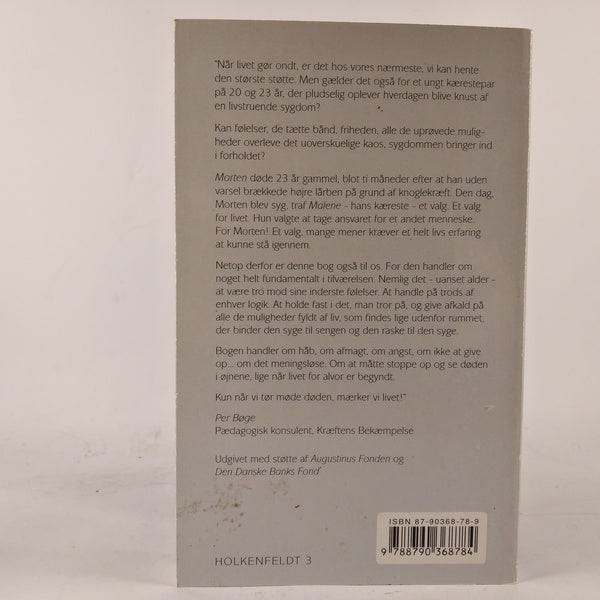 "Når livet gør ondt, er det hos vores nærmeste, vi kan hente
den største støtte. Men gælder det også for et ungt kærestepar
på 20 og 23 år, der pludselig oplever hverdagen blive knust af
en livstruende sygdom?
Kan følelser, de tætte bånd, friheden, alle de uprøvede mulig-
heder overleve det uoverskuelige kaos, sygdommen bringer ind
i forholdet?
Morten døde 23 år gammel, blot ti måneder efter at han uden
varsel brækkede højre lårben på grund af knoglekræft. Den dag,
Morten blev syg, traf Malene - hans kæreste - et valg. Et valg
for livet. Hun valgte at tage ansvaret for et andet menneske.
For Morten! Et valg, mange mener kræver et helt livs erfaring
at kunne stå igennem.
Netop derfor er denne bog også til os. For den handler om
noget helt fundamentalt i tilværelsen. Nemlig det - uanset alder -
at være tro mod sine inderste følelser. At handle på trods af
enhver logik. At holde fast i det, man tror på, og give afkald på
alle de muligheder fyldt af liv, som findes lige udenfor rummet,
der binder den syge til sengen og den raske til den syge.
Bogen handler om håb, om afmagt, om angst, om ikke at give
op... om det meningsløse. Om at måtte stoppe op og se døden
i øjnene, lige når livet for alvor er begyndt.
Kun når vi tør møde døden, mærker vi livet!"
Per Bøge
Pædagogisk konsulent, Kræftens Bekæmpelse
Udgivet med støtte af Augustinus Fonden og
Den Danske Banks Fond
ISBN 87-90368-78-9
9 788790 368784
HOLKENFELDT 3